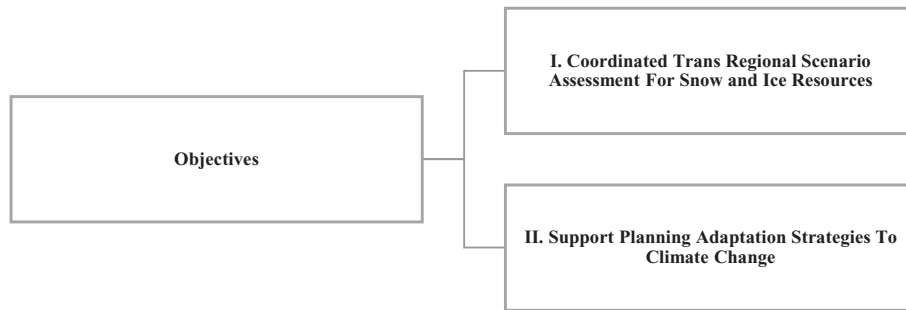 Objectives
I. Coordinated Trans Regional Scenario
Assessment For Snow and Ice Resources
II. Support Planning Adaptation Strategies To
Climate Change